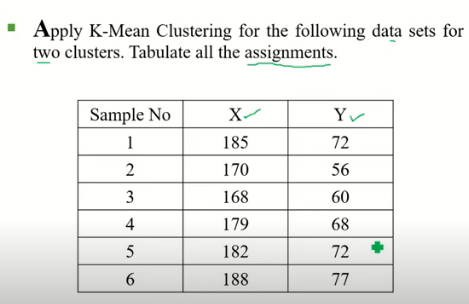 Apply K-Mean Clustering for the following data sets for
two clusters. Tabulate all the assignments.
Sample No X Y
1 185 72
2 170 56
3 168 60
4 179 68
5 182 72
6 188 77